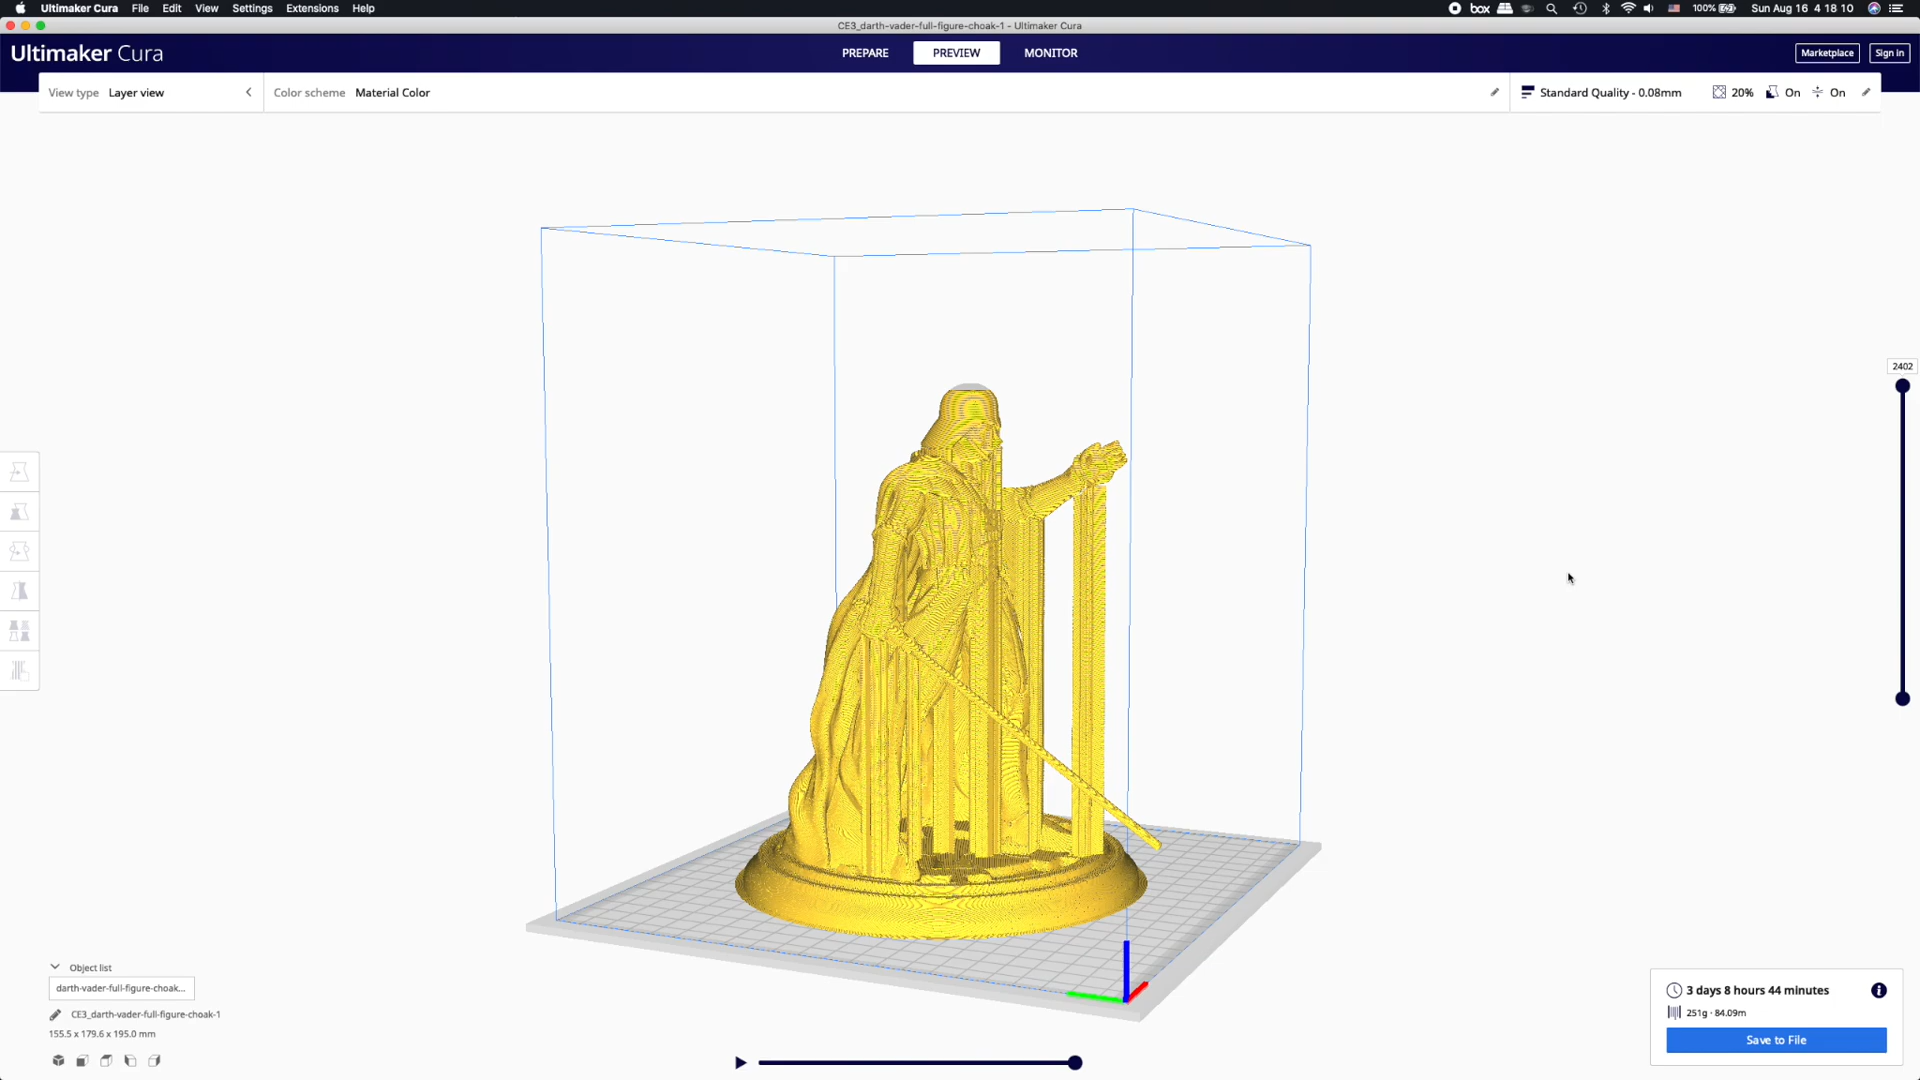 Ultimaker Cura File Edit View Settings Extensions Help box 100% Sun Aug 16 4 18 10
CE3_darth-vader-full-figure-choak-1 - Ultimaker Cura
Ultimaker Cura PREPARE PREVIEW MONITOR Marketplace Sign in
View type Layer view Color scheme Material Color Standard Quality - 0.08mm 20% On On
2402
Object list
darth-vader-full-figure-choak...
CE3_darth-vader-full-figure-choak-1
155.5 x 179.6 x 195.0 mm
3 days 8 hours 44 minutes
251g · 84.09m
Save to File